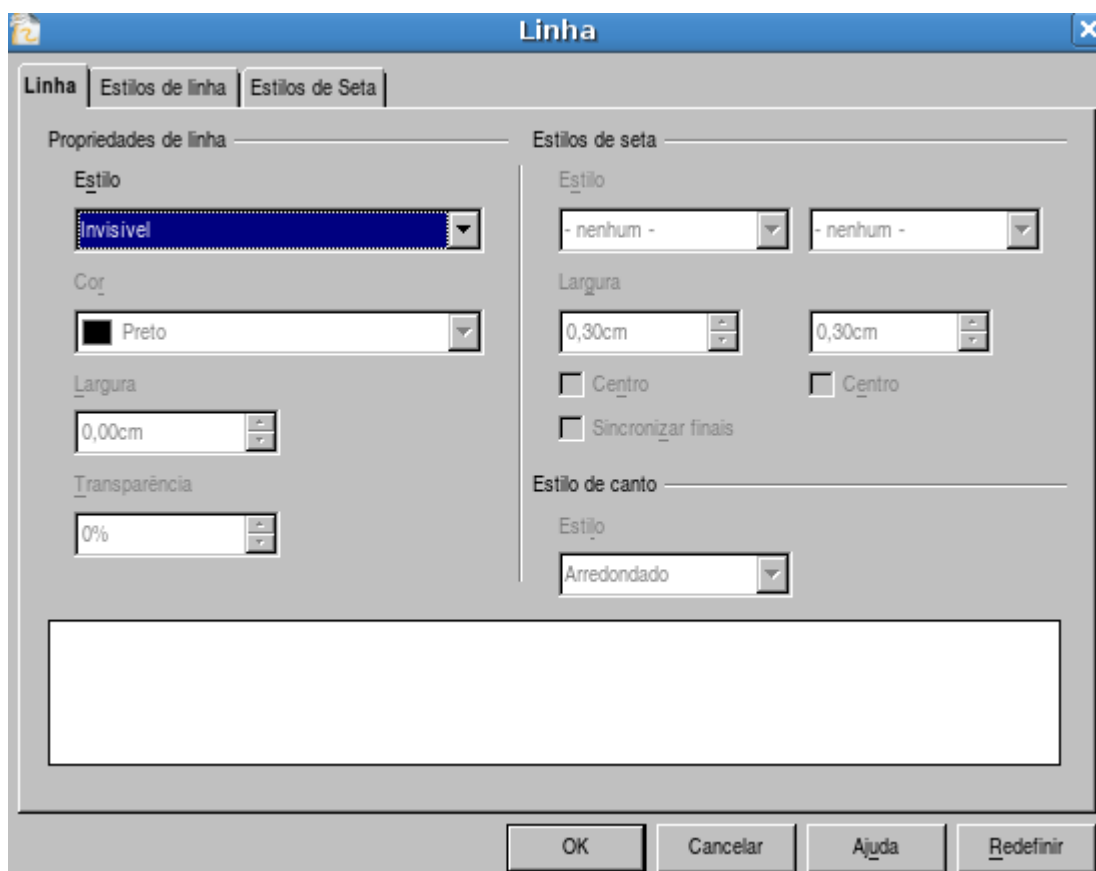 Linha
Linha Estilos de linha Estilos de Seta
Propriedades de linha
Estilo
Invisível
Cor
Preto
Largura
0,00cm
Transparência
0%
Estilos de seta
Estilo
- nenhum - - nenhum -
Largura
0,30cm 0,30cm
Centro Centro
Sincronizar finais
Estilo de canto
Estilo
Arredondado
OK Cancelar Ajuda Redefinir